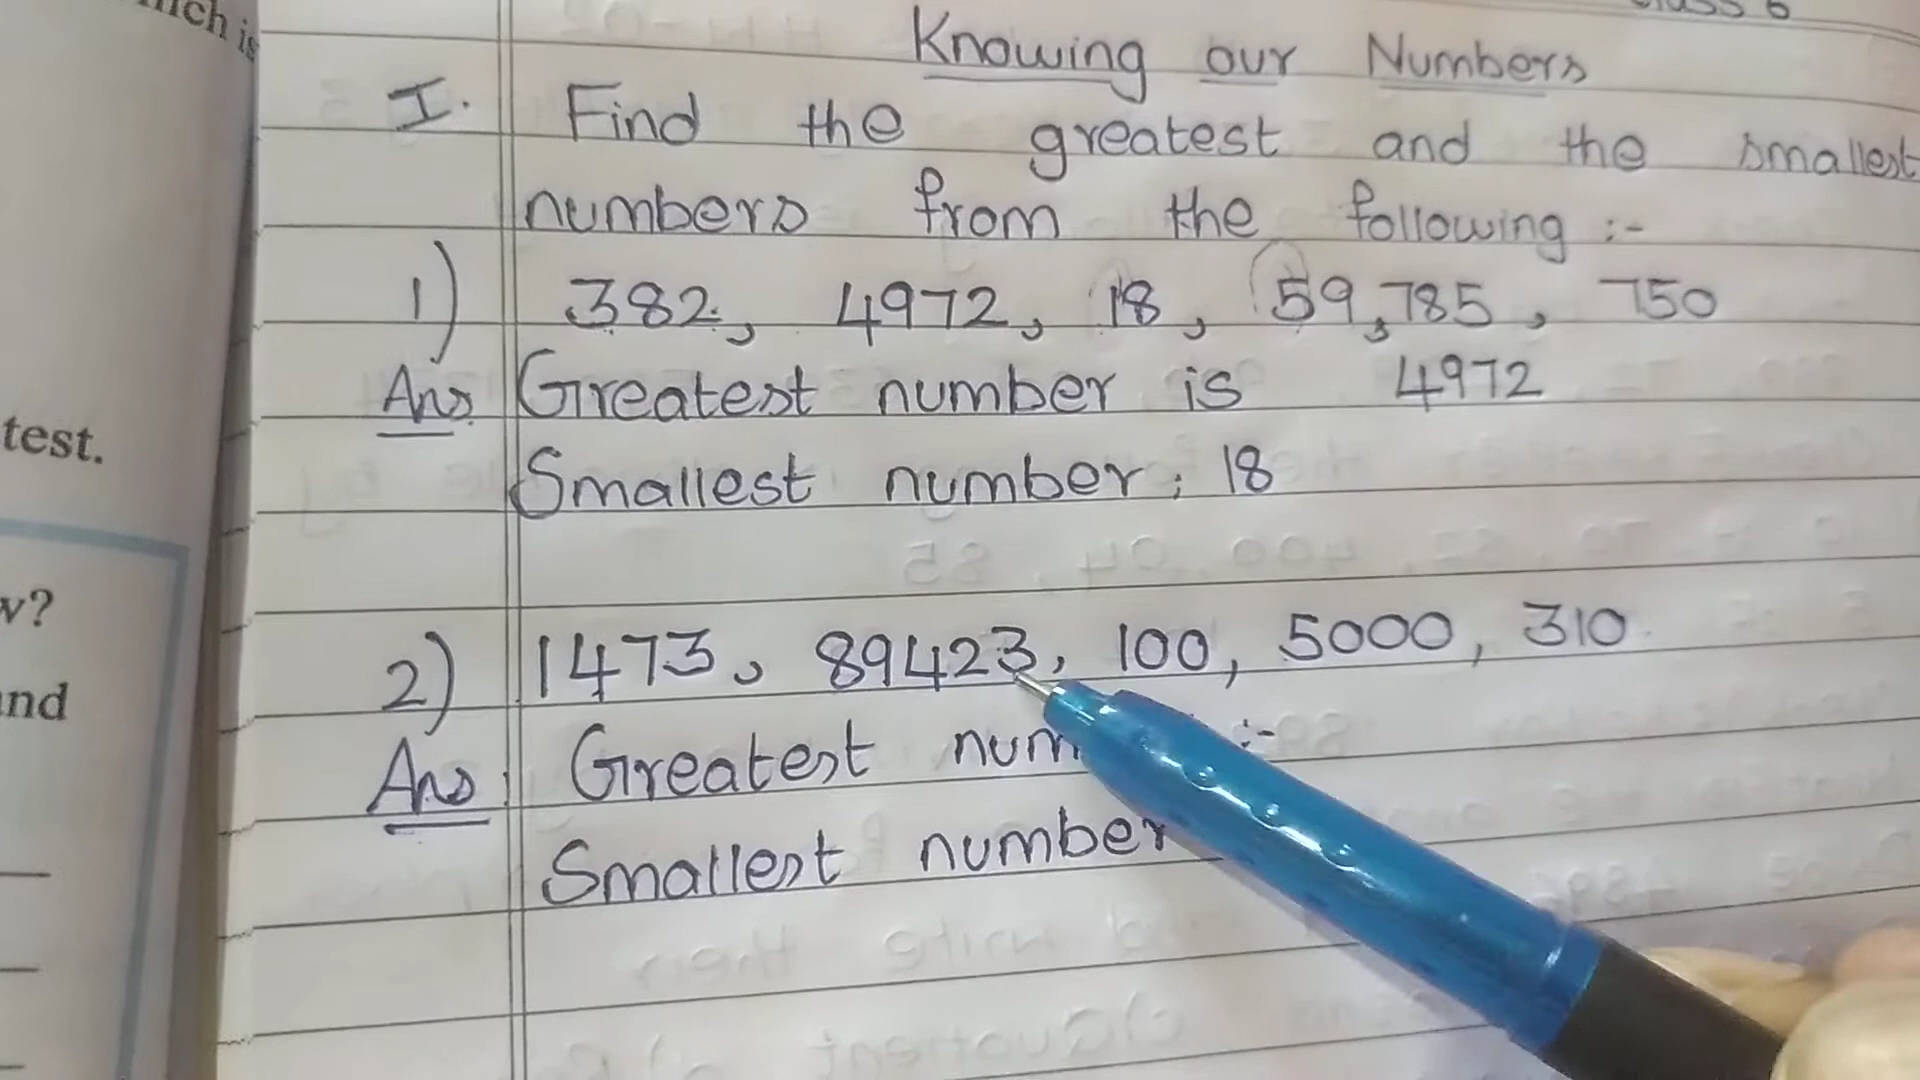 Knowing our Numbers
I. Find the greatest and the smallest
numbers from the following :-
1) 382, 4972, 18, 59,785, 750
Ans Greatest number is 4972
Smallest number: 18
2) 1473, 89423, 100, 5000, 310
Ans: Greatest num :-
Smallest number
test.